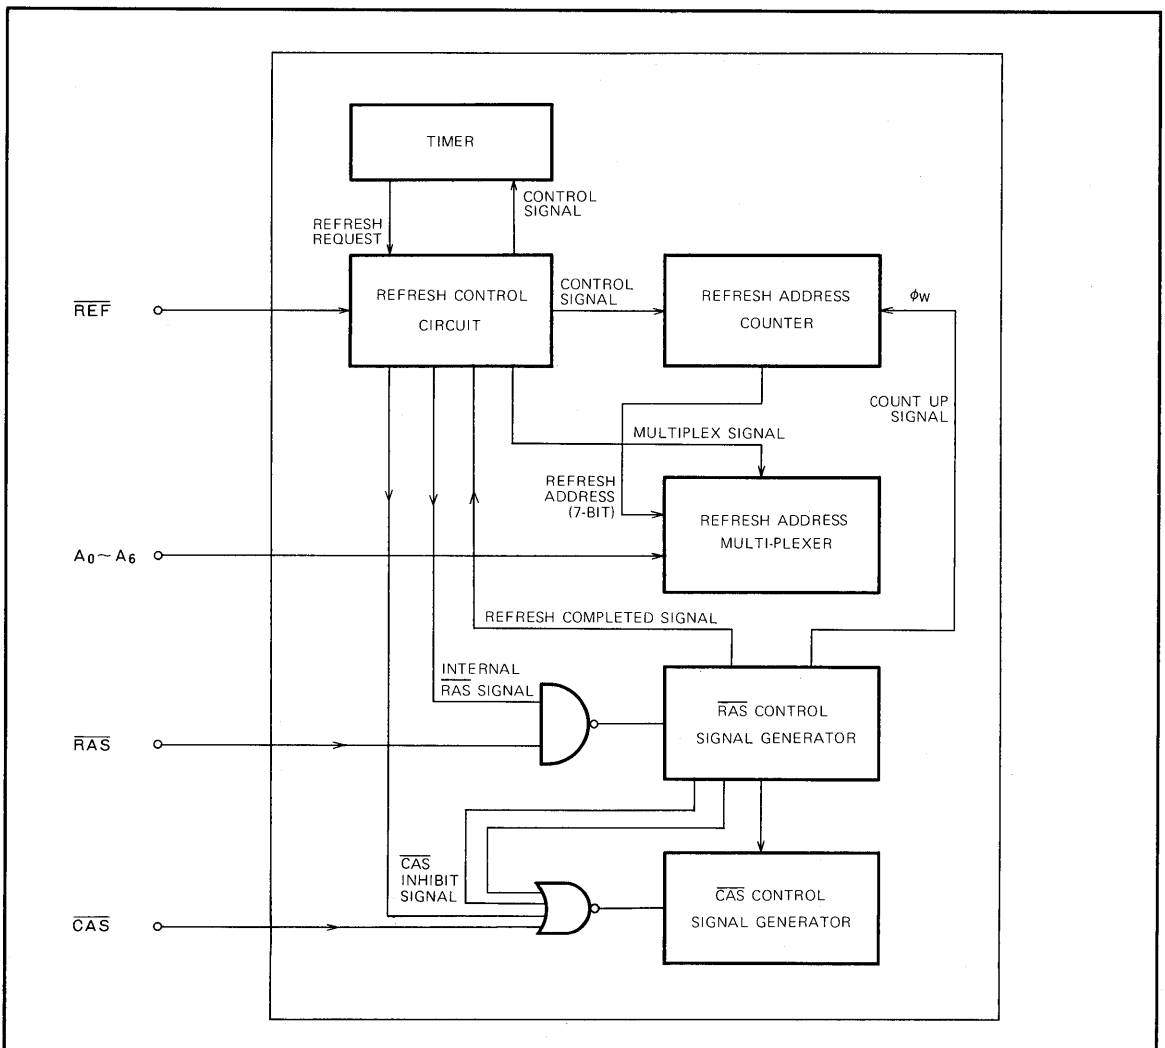 TIMER
CONTROL
SIGNAL
REFRESH
REQUEST
REF
REFRESH CONTROL
CIRCUIT
CONTROL
SIGNAL
REFRESH ADDRESS
COUNTER
φW
COUNT UP
SIGNAL
MULTIPLEX SIGNAL
REFRESH
ADDRESS
(7-BIT)
REFRESH ADDRESS
MULTI-PLEXER
A0~A6
REFRESH COMPLETED SIGNAL
INTERNAL
RAS SIGNAL
RAS CONTROL
SIGNAL GENERATOR
RAS
CAS
INHIBIT
SIGNAL
CAS CONTROL
SIGNAL GENERATOR
CAS